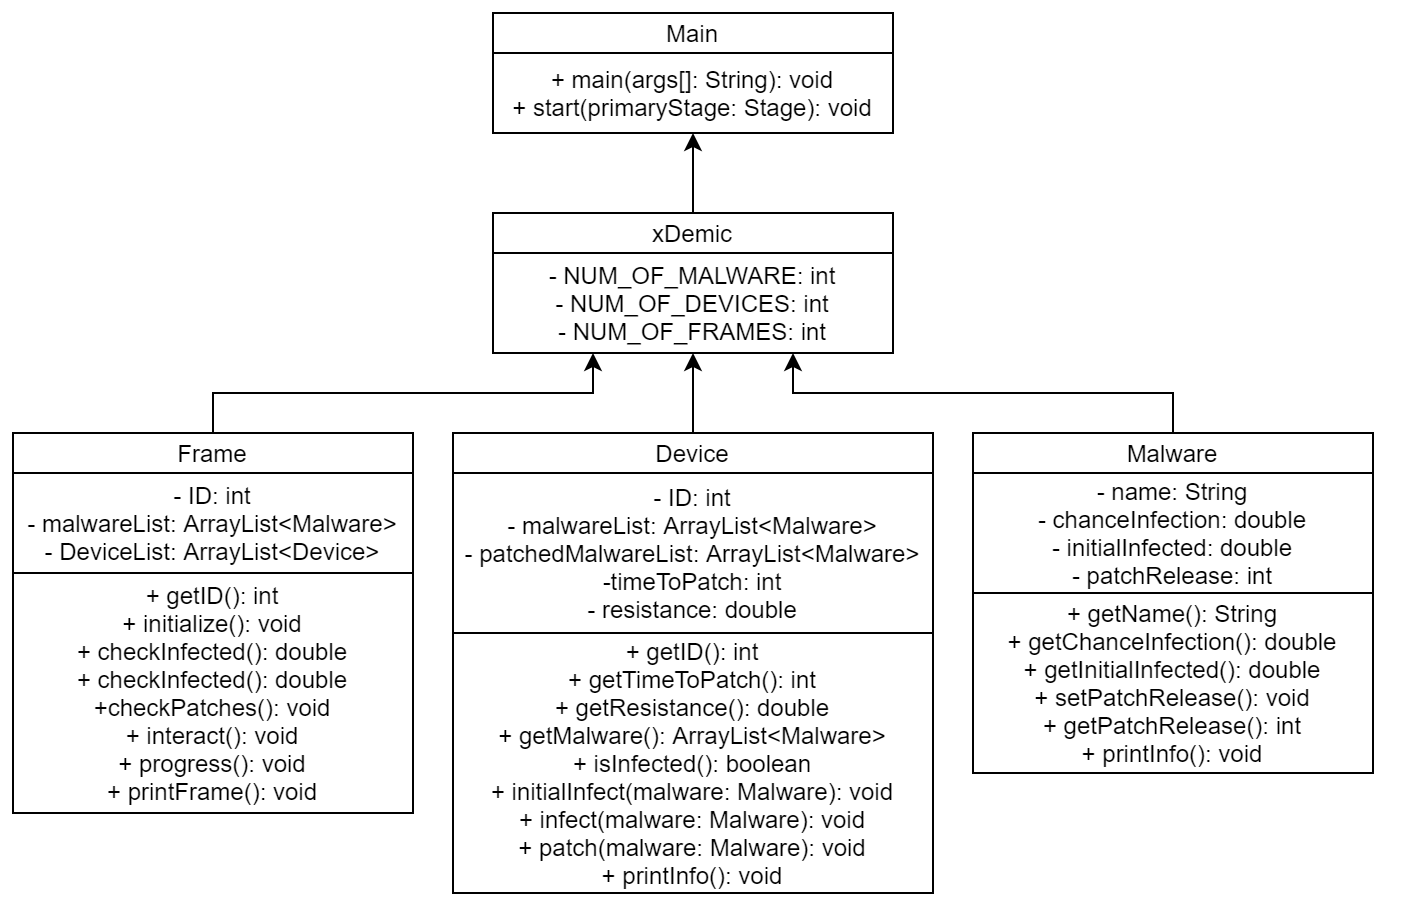 Main
+ main(args[]: String): void
+ start(primaryStage: Stage): void
xDemic
- NUM_OF_MALWARE: int
- NUM_OF_DEVICES: int
- NUM_OF_FRAMES: int
Frame
- ID: int
- malwareList: ArrayList<Malware>
- DeviceList: ArrayList<Device>
+ getID(): int
+ initialize(): void
+ checkInfected(): double
+ checkInfected(): double
+checkPatches(): void
+ interact(): void
+ progress(): void
+ printFrame(): void
Device
- ID: int
- malwareList: ArrayList<Malware>
- patchedMalwareList: ArrayList<Malware>
-timeToPatch: int
- resistance: double
+ getID(): int
+ getTimeToPatch(): int
+ getResistance(): double
+ getMalware(): ArrayList<Malware>
+ isInfected(): boolean
+ initialInfect(malware: Malware): void
+ infect(malware: Malware): void
+ patch(malware: Malware): void
+ printInfo(): void
Malware
- name: String
- chanceInfection: double
- initialInfected: double
- patchRelease: int
+ getName(): String
+ getChanceInfection(): double
+ getInitialInfected(): double
+ setPatchRelease(): void
+ getPatchRelease(): int
+ printInfo(): void